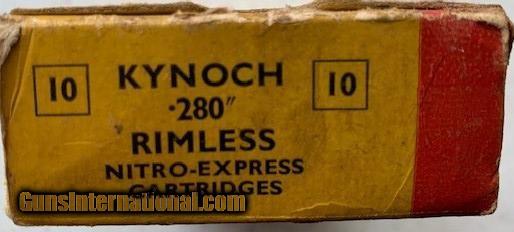 10 KYNOCH 10
·280"
RIMLESS
NITRO-EXPRESS
CARTRIDGES
GunsInternational.com